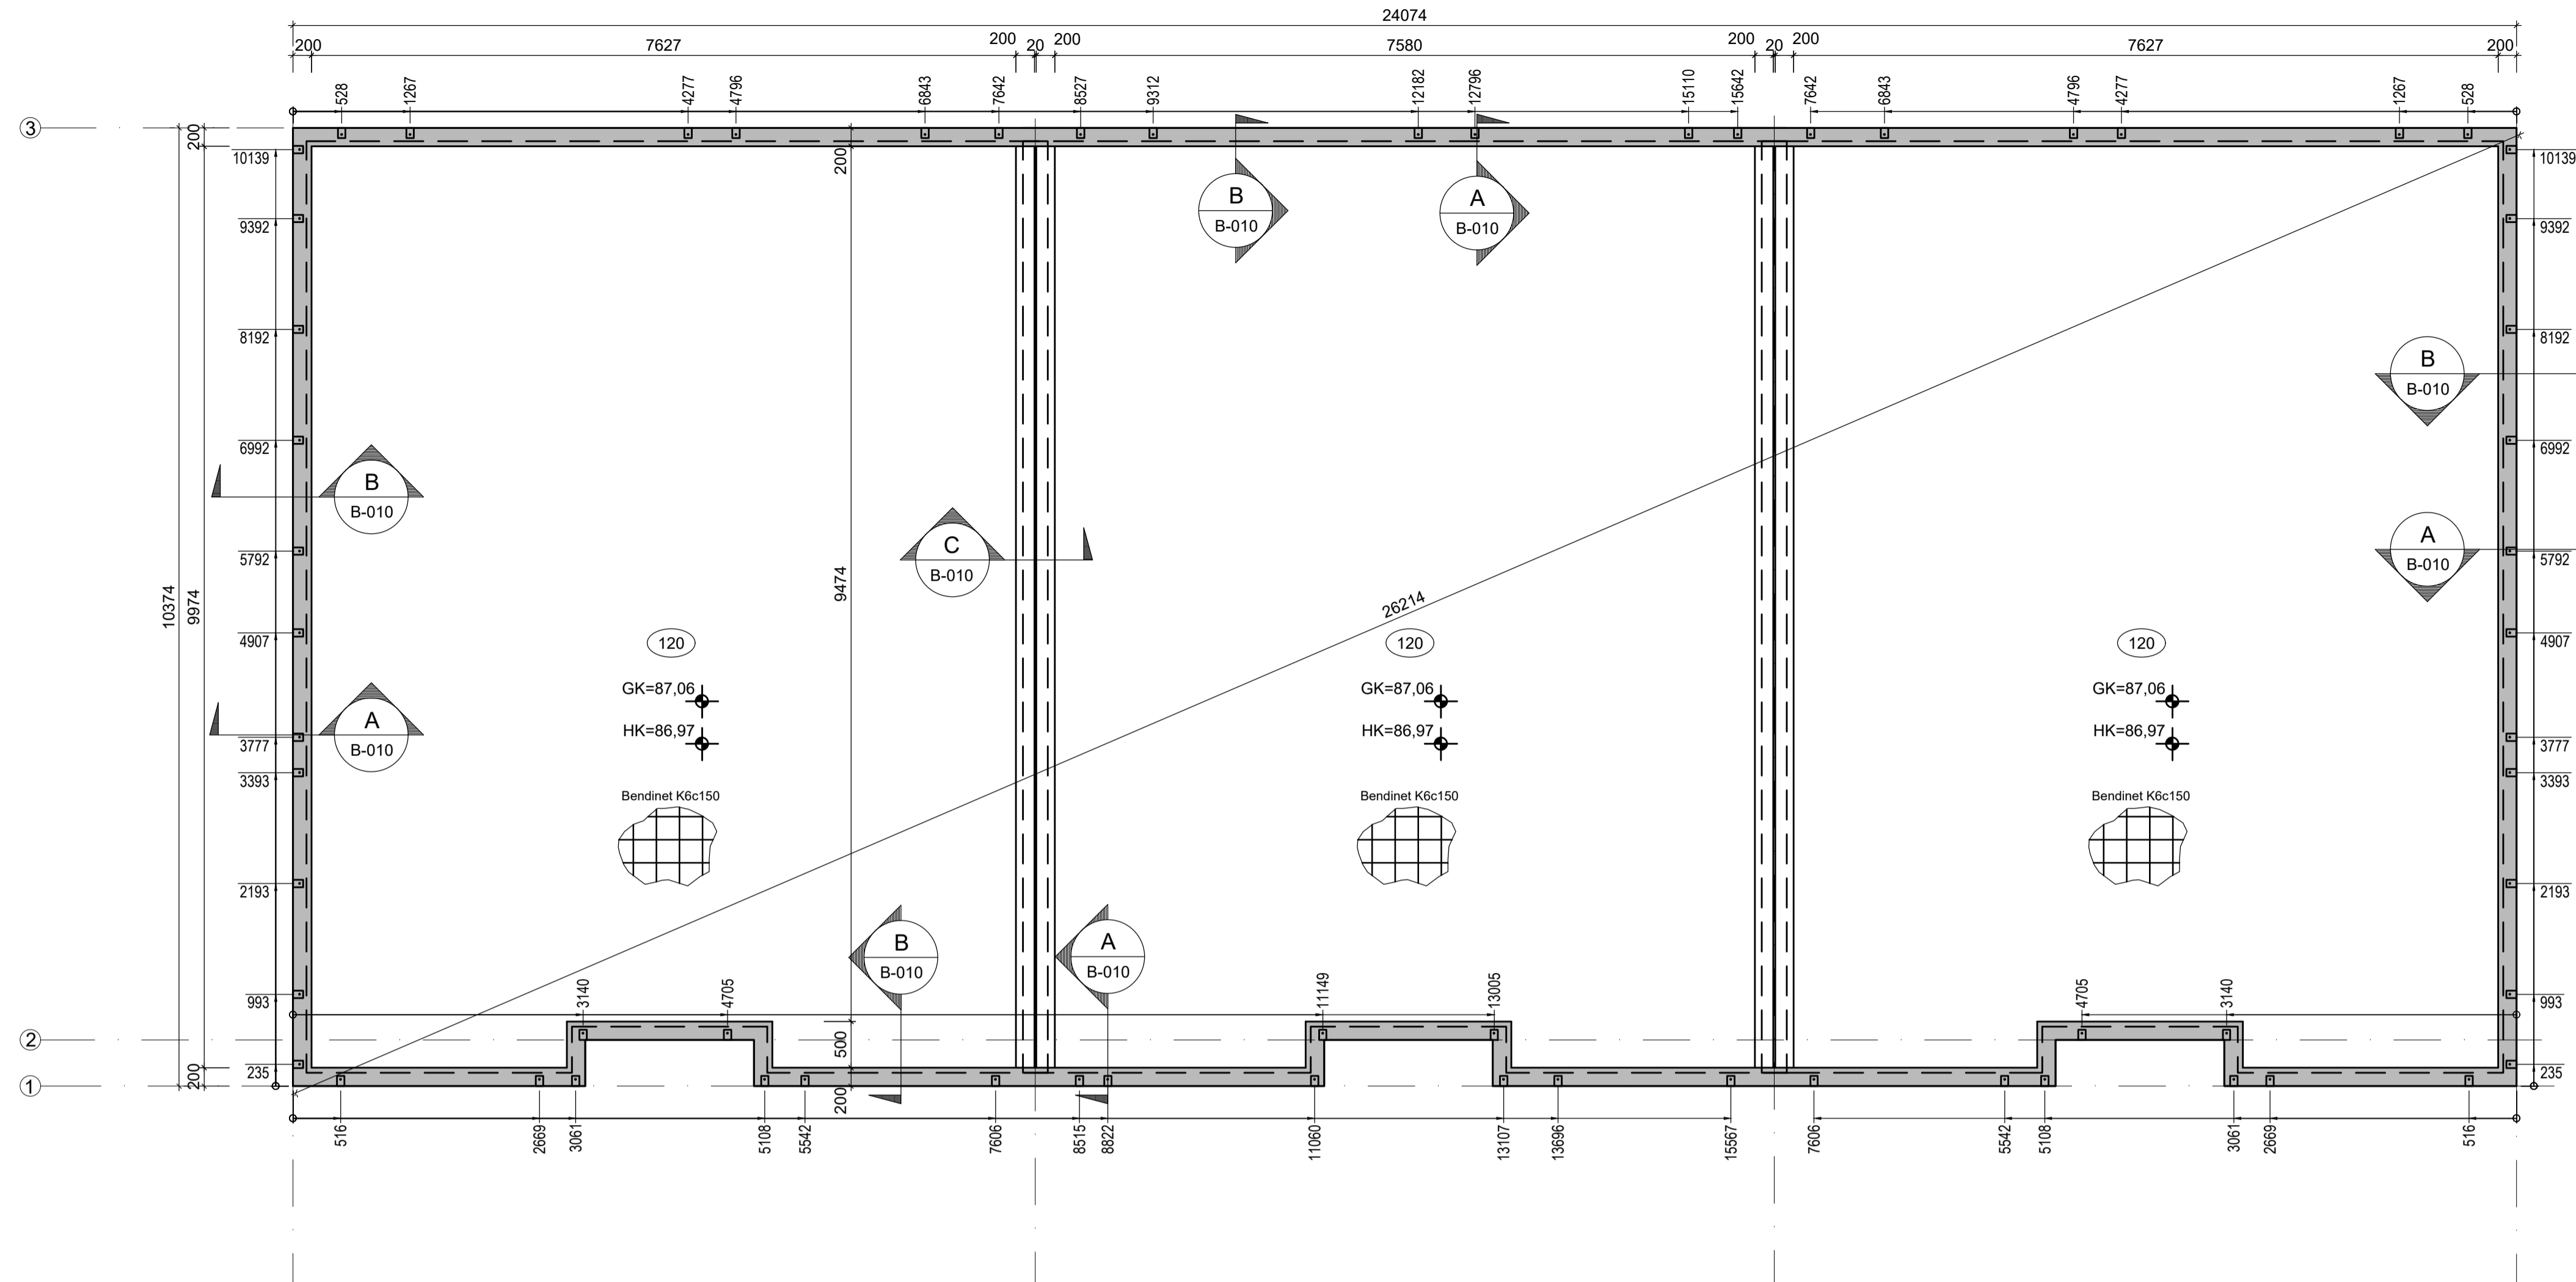 24074
200 7627 200 20 200 7580 200 20 200 7627 200
528 1267 4277 4796 6843 7642 8527 9312 12182 12796 15110 15642 7642 6843 4796 4277 1267 528
3
200
200
10139
10139
B
B-010
A
B-010
9392
9392
8192
8192
B
B-010
6992
6992
B
B-010
C
B-010
A
B-010
5792
5792
10374
9974
9474
26214
4907
4907
120
120
120
GK=87,06
GK=87,06
GK=87,06
HK=86,97
HK=86,97
HK=86,97
A
B-010
3777
3777
3393
3393
Bendinet K6c150
Bendinet K6c150
Bendinet K6c150
2193
2193
B
B-010
A
B-010
993
993
3140 4705 11149 13005 4705 3140
2
500
235
235
200
1
200
516 2669 3061 5108 5542 7606 8515 8822 11060 13107 13696 15567 7606 5542 5108 3061 2669 516